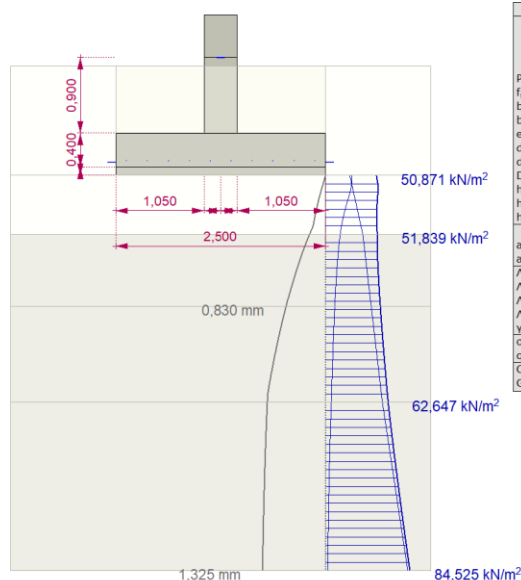 0,900
0,400
1,050
1,050
2,500
50,871 kN/m²
51,839 kN/m²
0,830 mm
62,647 kN/m²
1.325 mm
84.525 kN/m²